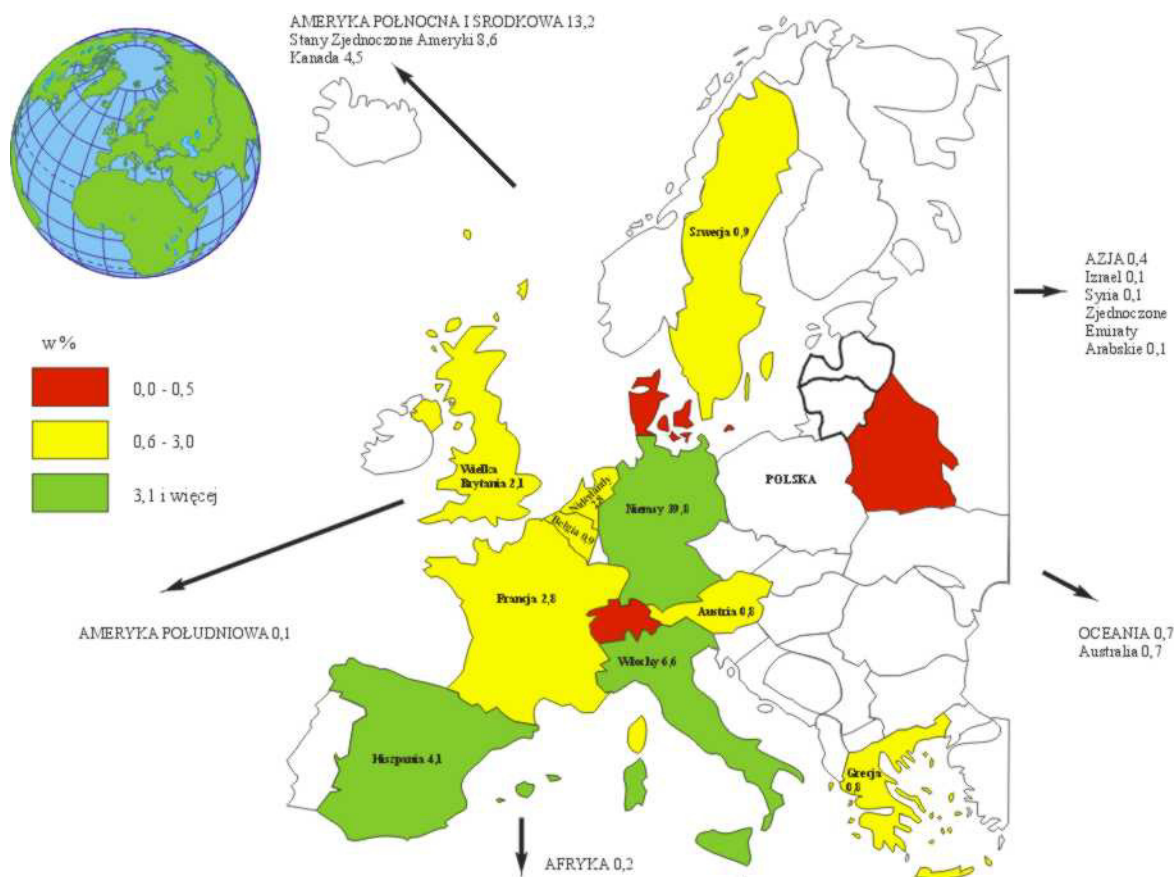 AMERYKA PÓŁNOCNA I ŚRODKOWA 13,2
Stany Zjednoczone Ameryki 8,6
Kanada 4,5
Szwecja 0,9
AZJA 0,4
Izrael 0,1
Syria 0,1
Zjednoczone
Emiraty
Arabskie 0,1
w %
0,0 - 0,5
0,6 - 3,0
3,1 i więcej
Wielka
Brytania 2,1
Niderlandy
Belgia 0,9
Niemcy
POLSKA
Francja 2,8
Austria 0,8
Włochy 6,6
AMERYKA POŁUDNIOWA 0,1
OCEANIA 0,7
Australia 0,7
Hiszpania 4,1
Grecja
0,8
AFRYKA 0,2